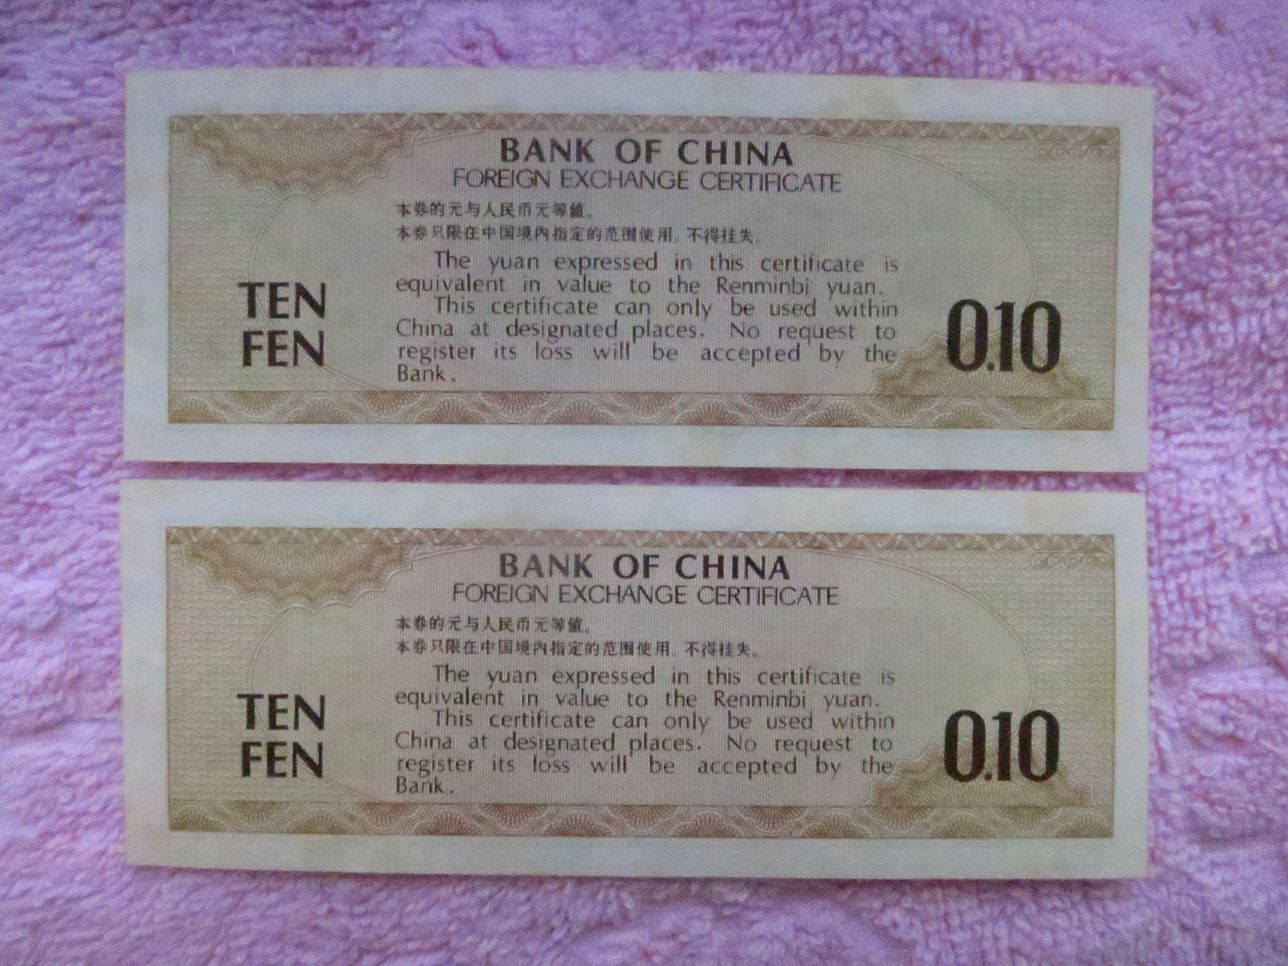 BANK OF CHINA
FOREIGN EXCHANGE CERTIFICATE
本券的元与人民币元等值。
本券只限在中国境内指定的范围使用。不得挂失。
The yuan expressed in this certificate is
equivalent in value to the Renminbi yuan.
This certificate can only be used within
China at designated places. No request to
register its loss will be accepted by the
Bank.
TEN
FEN
0.10
BANK OF CHINA
FOREIGN EXCHANGE CERTIFICATE
本券的元与人民币元等值。
本券只限在中国境内指定的范围使用。不得挂失。
The yuan expressed in this certificate is
equivalent in value to the Renminbi yuan.
This certificate can only be used within
China at designated places. No request to
register its loss will be accepted by the
Bank.
TEN
FEN
0.10